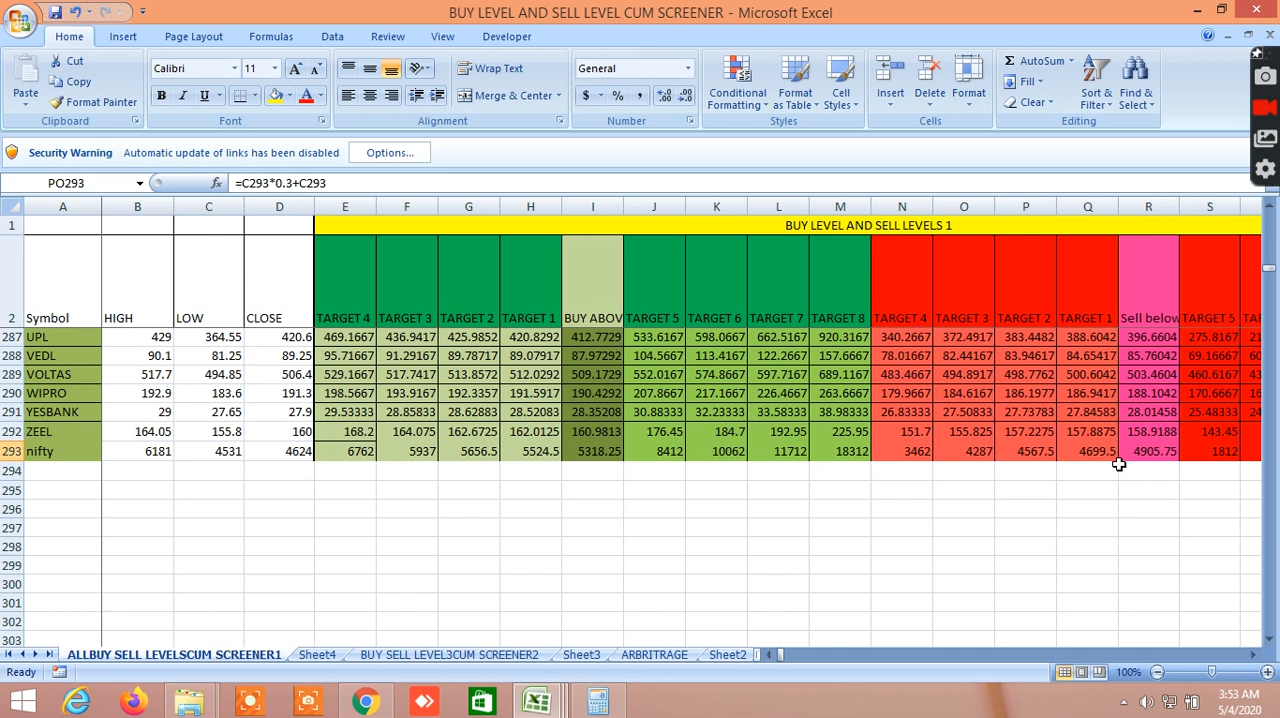 BUY LEVEL AND SELL LEVEL CUM SCREENER - Microsoft Excel
Home Insert Page Layout Formulas Data Review View Developer
Paste Cut Copy Format Painter Clipboard
Calibri 11 A A B I U A Font
Wrap Text Merge & Center Alignment
General $ % , Number
Conditional Formatting Format as Table Cell Styles Styles
Insert Delete Format Cells
Σ AutoSum Fill Clear Sort & Filter Find & Select Editing
Security Warning Automatic update of links has been disabled Options...
PO293 fx =C293*0.3+C293
A B C D E F G H I J K L M N O P Q R S
1 BUY LEVEL AND SELL LEVELS 1
2 Symbol HIGH LOW CLOSE TARGET 4 TARGET 3 TARGET 2 TARGET 1 BUY ABOV TARGET 5 TARGET 6 TARGET 7 TARGET 8 TARGET 4 TARGET 3 TARGET 2 TARGET 1 Sell below TARGET 5
287 UPL 429 364.55 420.6 469.1667 436.9417 425.9852 420.8292 412.7729 533.6167 598.0667 662.5167 920.3167 340.2667 372.4917 383.4482 388.6042 396.6604 275.8167
288 VEDL 90.1 81.25 89.25 95.71667 91.29167 89.78717 89.07917 87.97292 104.5667 113.4167 122.2667 157.6667 78.01667 82.44167 83.94617 84.65417 85.76042 69.16667
289 VOLTAS 517.7 494.85 506.4 529.1667 517.7417 513.8572 512.0292 509.1729 552.0167 574.8667 597.7167 689.1167 483.4667 494.8917 498.7762 500.6042 503.4604 460.6167
290 WIPRO 192.9 183.6 191.3 198.5667 193.9167 192.3357 191.5917 190.4292 207.8667 217.1667 226.4667 263.6667 179.9667 184.6167 186.1977 186.9417 188.1042 170.6667
291 YESBANK 29 27.65 27.9 29.53333 28.85833 28.62883 28.52083 28.35208 30.88333 32.23333 33.58333 38.98333 26.83333 27.50833 27.73783 27.84583 28.01458 25.48333
292 ZEEL 164.05 155.8 160 168.2 164.075 162.6725 162.0125 160.9813 176.45 184.7 192.95 225.95 151.7 155.825 157.2275 157.8875 158.9188 143.45
293 nifty 6181 4531 4624 6762 5937 5656.5 5524.5 5318.25 8412 10062 11712 18312 3462 4287 4567.5 4699.5 4905.75 1812
294
295
296
297
298
299
300
301
302
303
ALLBUY SELL LEVELSCUM SCREENER1 Sheet4 BUY SELL LEVEL3CUM SCREENER2 Sheet3 ARBRITRAGE Sheet2
Ready 100%
3:53 AM
5/4/2020